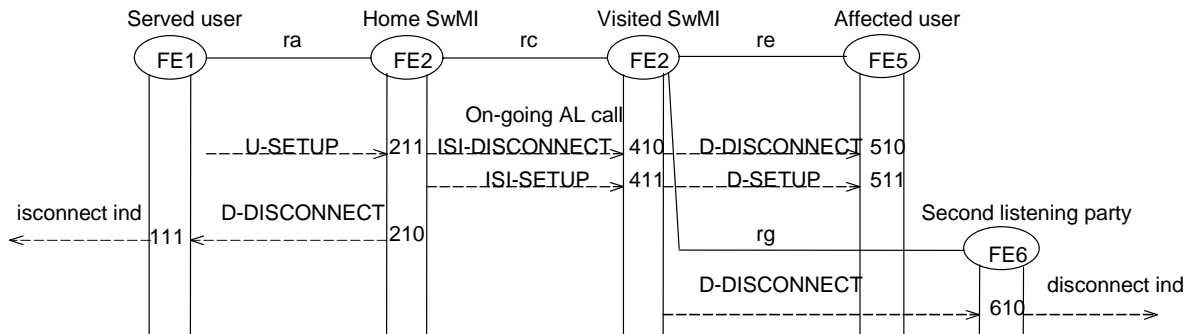 Served user Home SwMI Visited SwMI Affected user
ra rc re
FE1 FE2 FE2 FE5
On-going AL call
U-SETUP 211 ISI-DISCONNECT 410 D-DISCONNECT 510
ISI-SETUP 411 D-SETUP 511
isconnect ind D-DISCONNECT Second listening party
111 210 rg
FE6
D-DISCONNECT disconnect ind
610